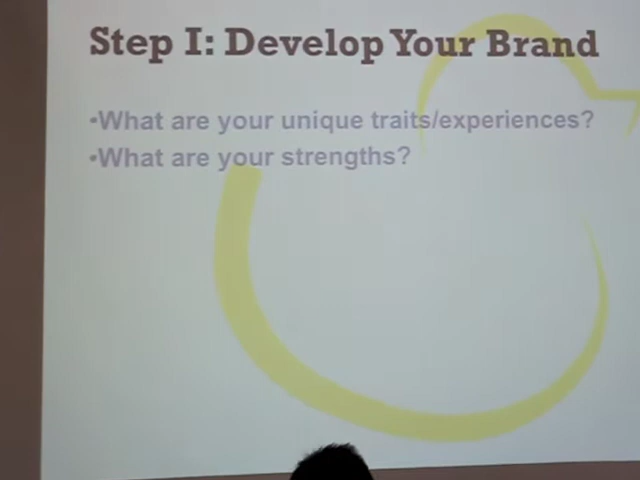 Step I: Develop Your Brand
•What are your unique traits/experiences?
•What are your strengths?